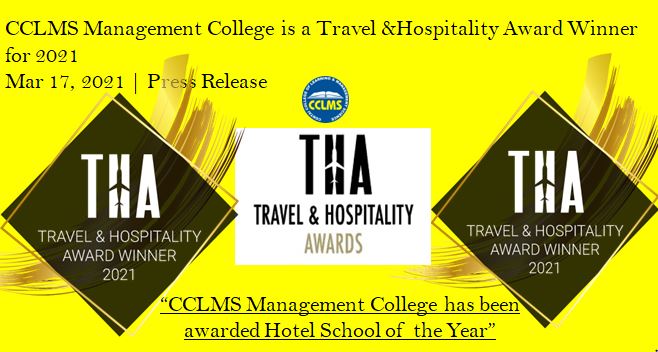 CCLMS Management College is a Travel &Hospitality Award Winner
for 2021
Mar 17, 2021 | Press Release
CCLMS
THA
TRAVEL & HOSPITALITY
AWARD WINNER
2021
THA
TRAVEL & HOSPITALITY
AWARDS
THA
TRAVEL & HOSPITALITY
AWARD WINNER
2021
“CCLMS Management College has been
awarded Hotel School of the Year”
.